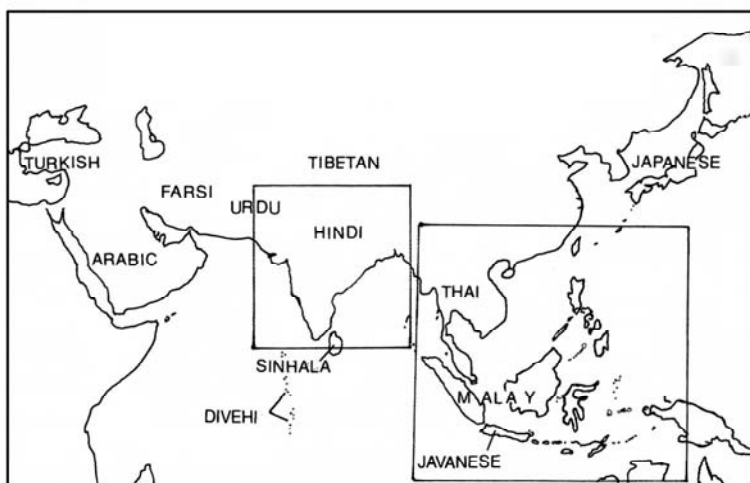 TURKISH
TIBETAN
JAPANESE
FARSI
URDU
HINDI
ARABIC
THAI
SINHALA
MALAY
DIVEHI
JAVANESE